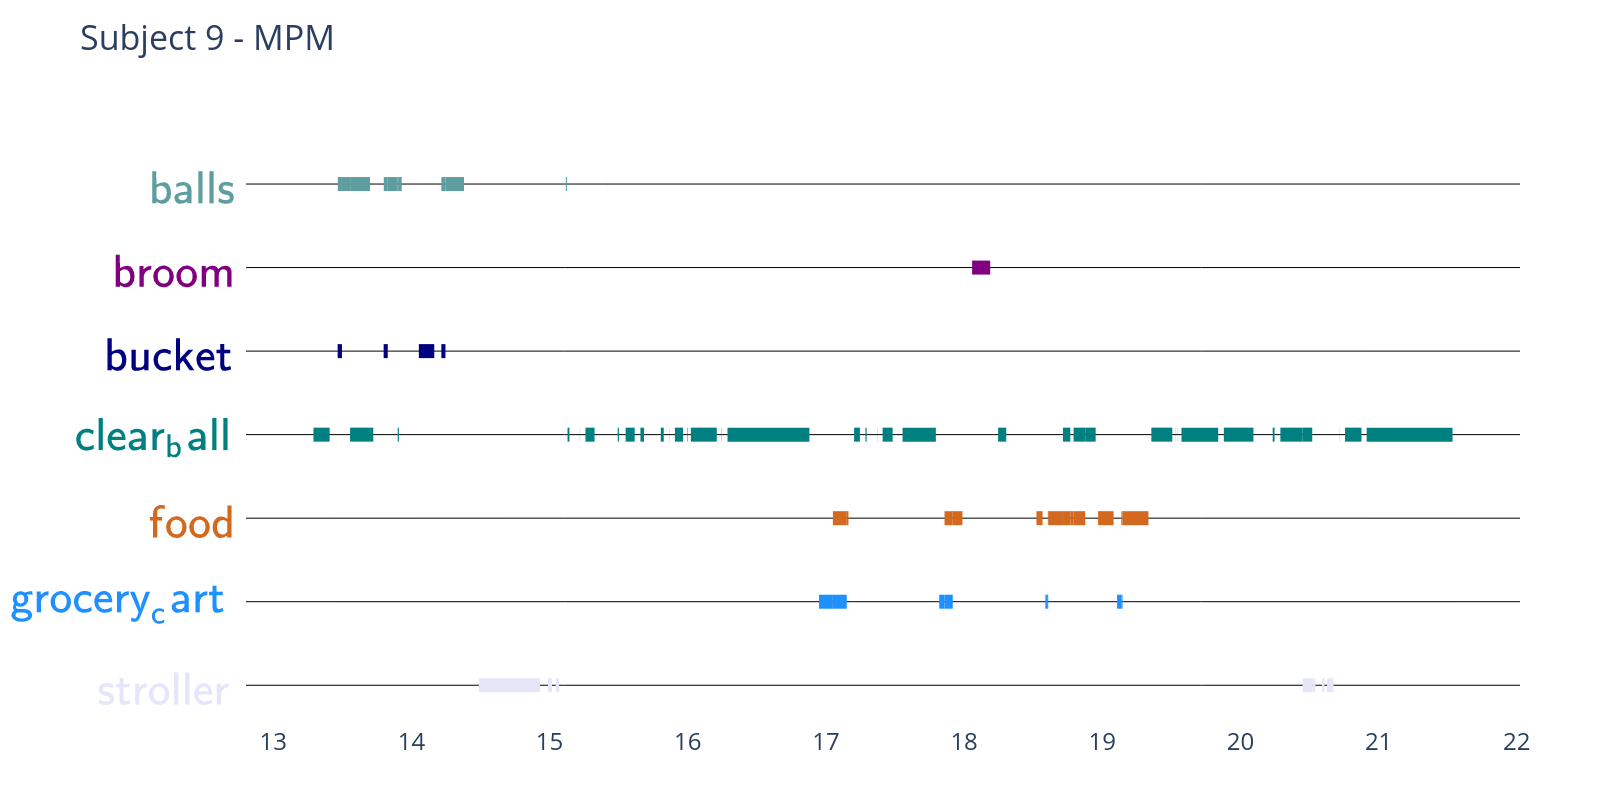 Subject 9 - MPM
balls
broom
bucket
clear_ball
food
grocery_cart
stroller
13 14 15 16 17 18 19 20 21 22